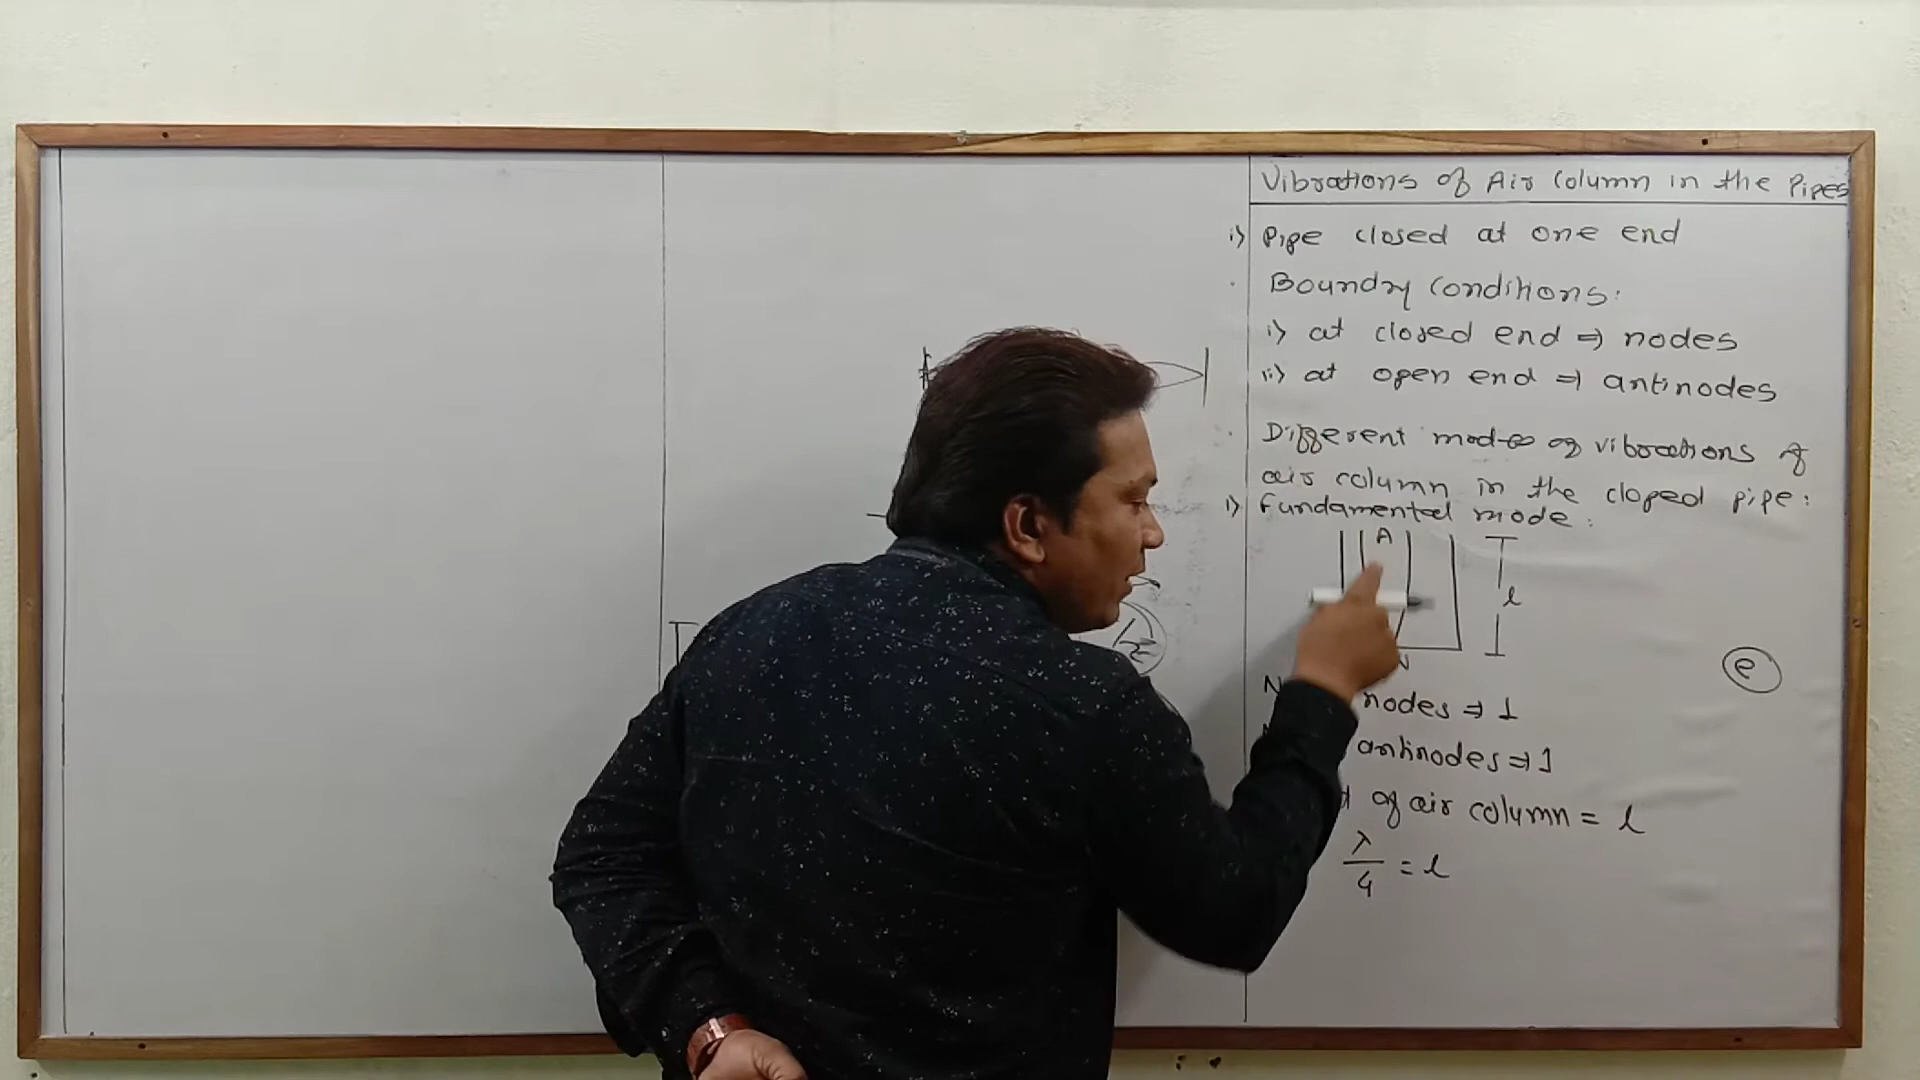 Vibrations of Air Column in the Pipes
i) Pipe closed at one end
· Boundry conditions:
i) at closed end ⇒ nodes
ii) at open end ⇒ antinodes
· Different modes of vibrations of
air column in the closed pipe:
i) Fundamental mode:
A
l
N
nodes ⇒ 1
e
antinodes ⇒ 1
of air column = l
λ/4 = l